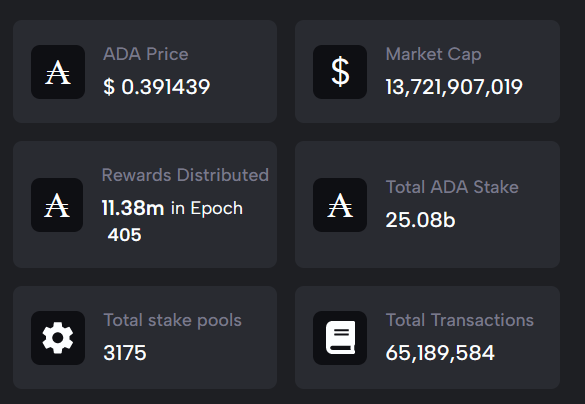 ADA Price
$ 0.391439
Market Cap
13,721,907,019
Rewards Distributed
11.38m in Epoch
405
Total ADA Stake
25.08b
Total stake pools
3175
Total Transactions
65,189,584